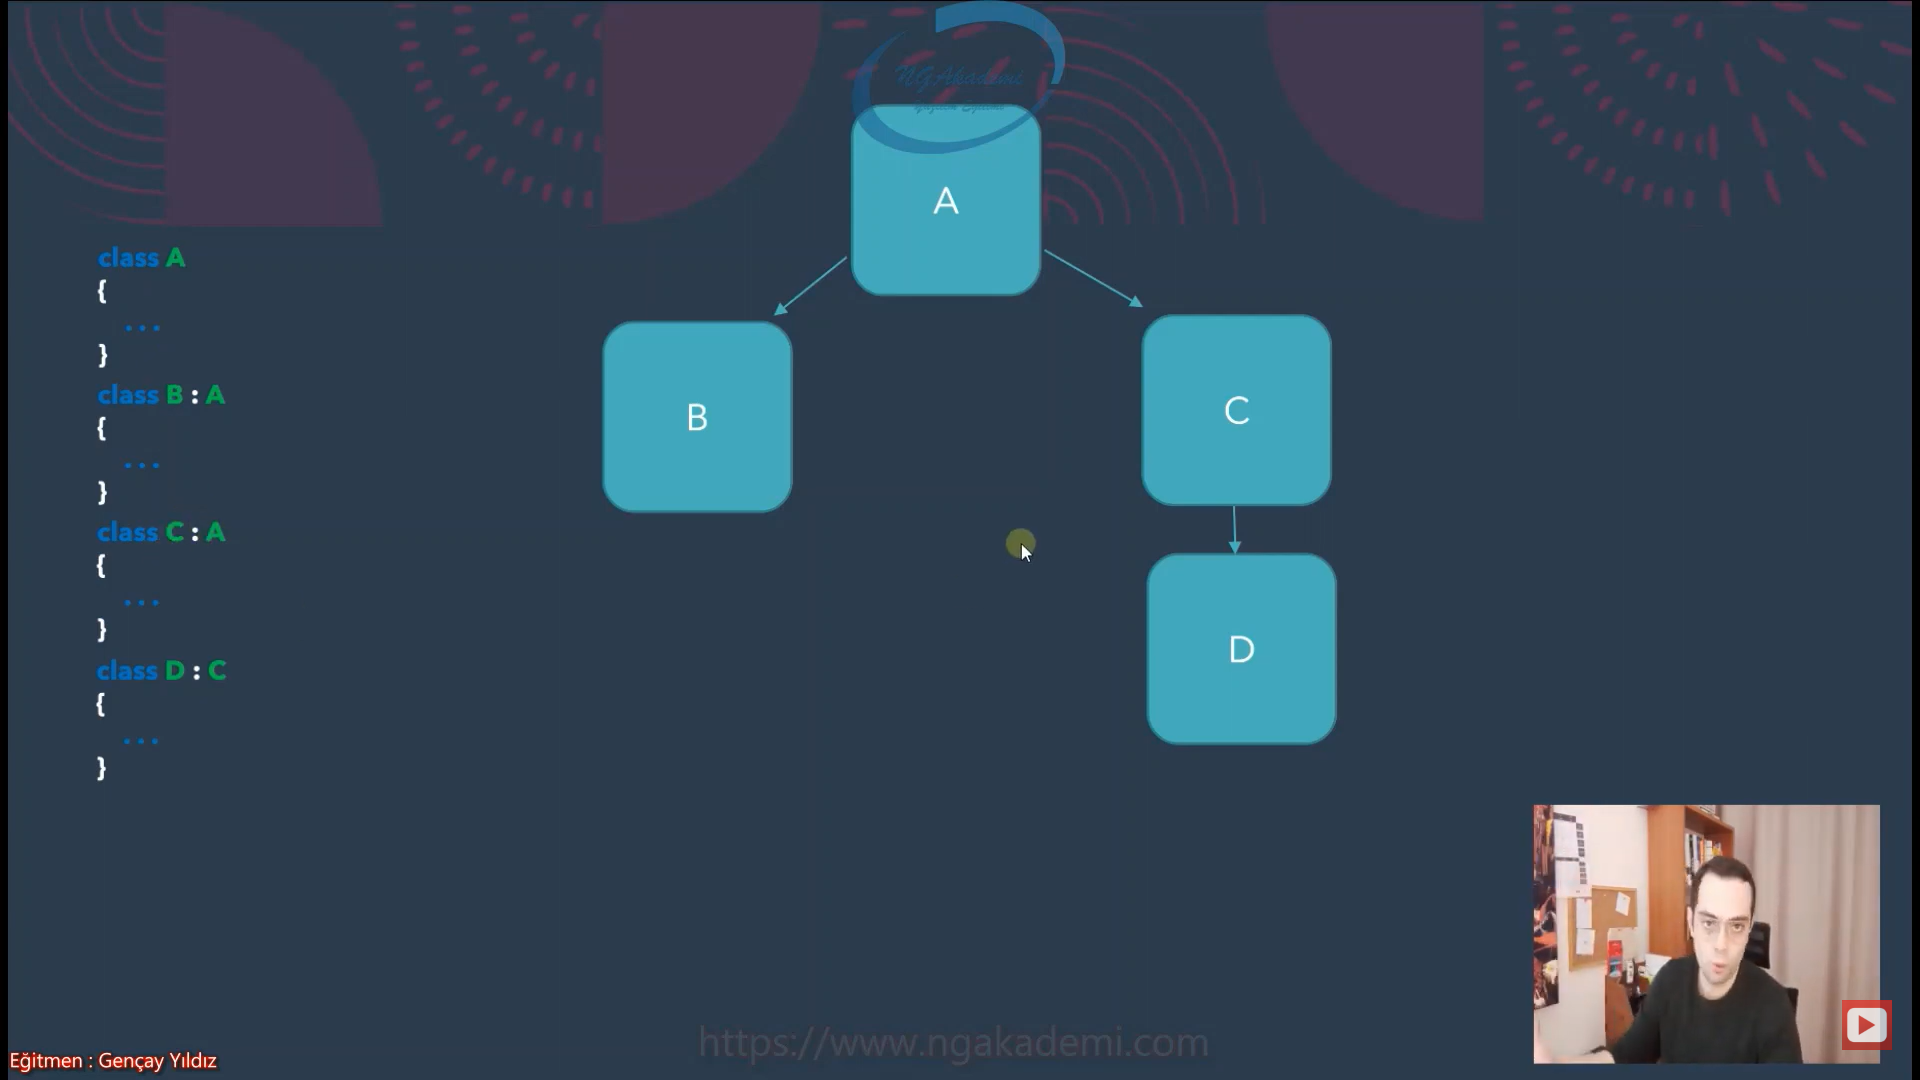 NGAkademi
A
class A
{
...
}
class B : A
{
...
}
class C : A
{
...
}
class D : C
{
...
}
B
C
D
https://www.ngakademi.com
Eğitmen : Gençay Yıldız